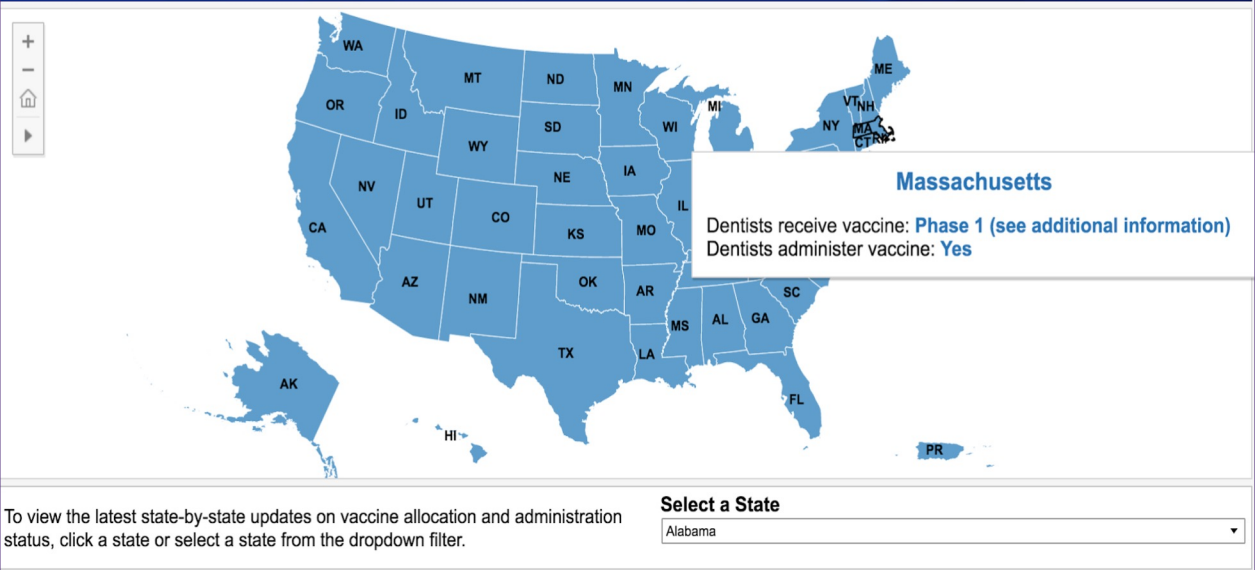 WA
MT
ND
MN
ME
OR
ID
SD
WI
MI
VT
NH
NY
MA
CT
RI
WY
NE
IA
NV
UT
CO
IL
CA
KS
MO
Massachusetts
Dentists receive vaccine: Phase 1 (see additional information)
Dentists administer vaccine: Yes
AZ
NM
OK
AR
SC
MS
AL
GA
TX
LA
AK
FL
HI
PR
To view the latest state-by-state updates on vaccine allocation and administration
status, click a state or select a state from the dropdown filter.
Select a State
Alabama